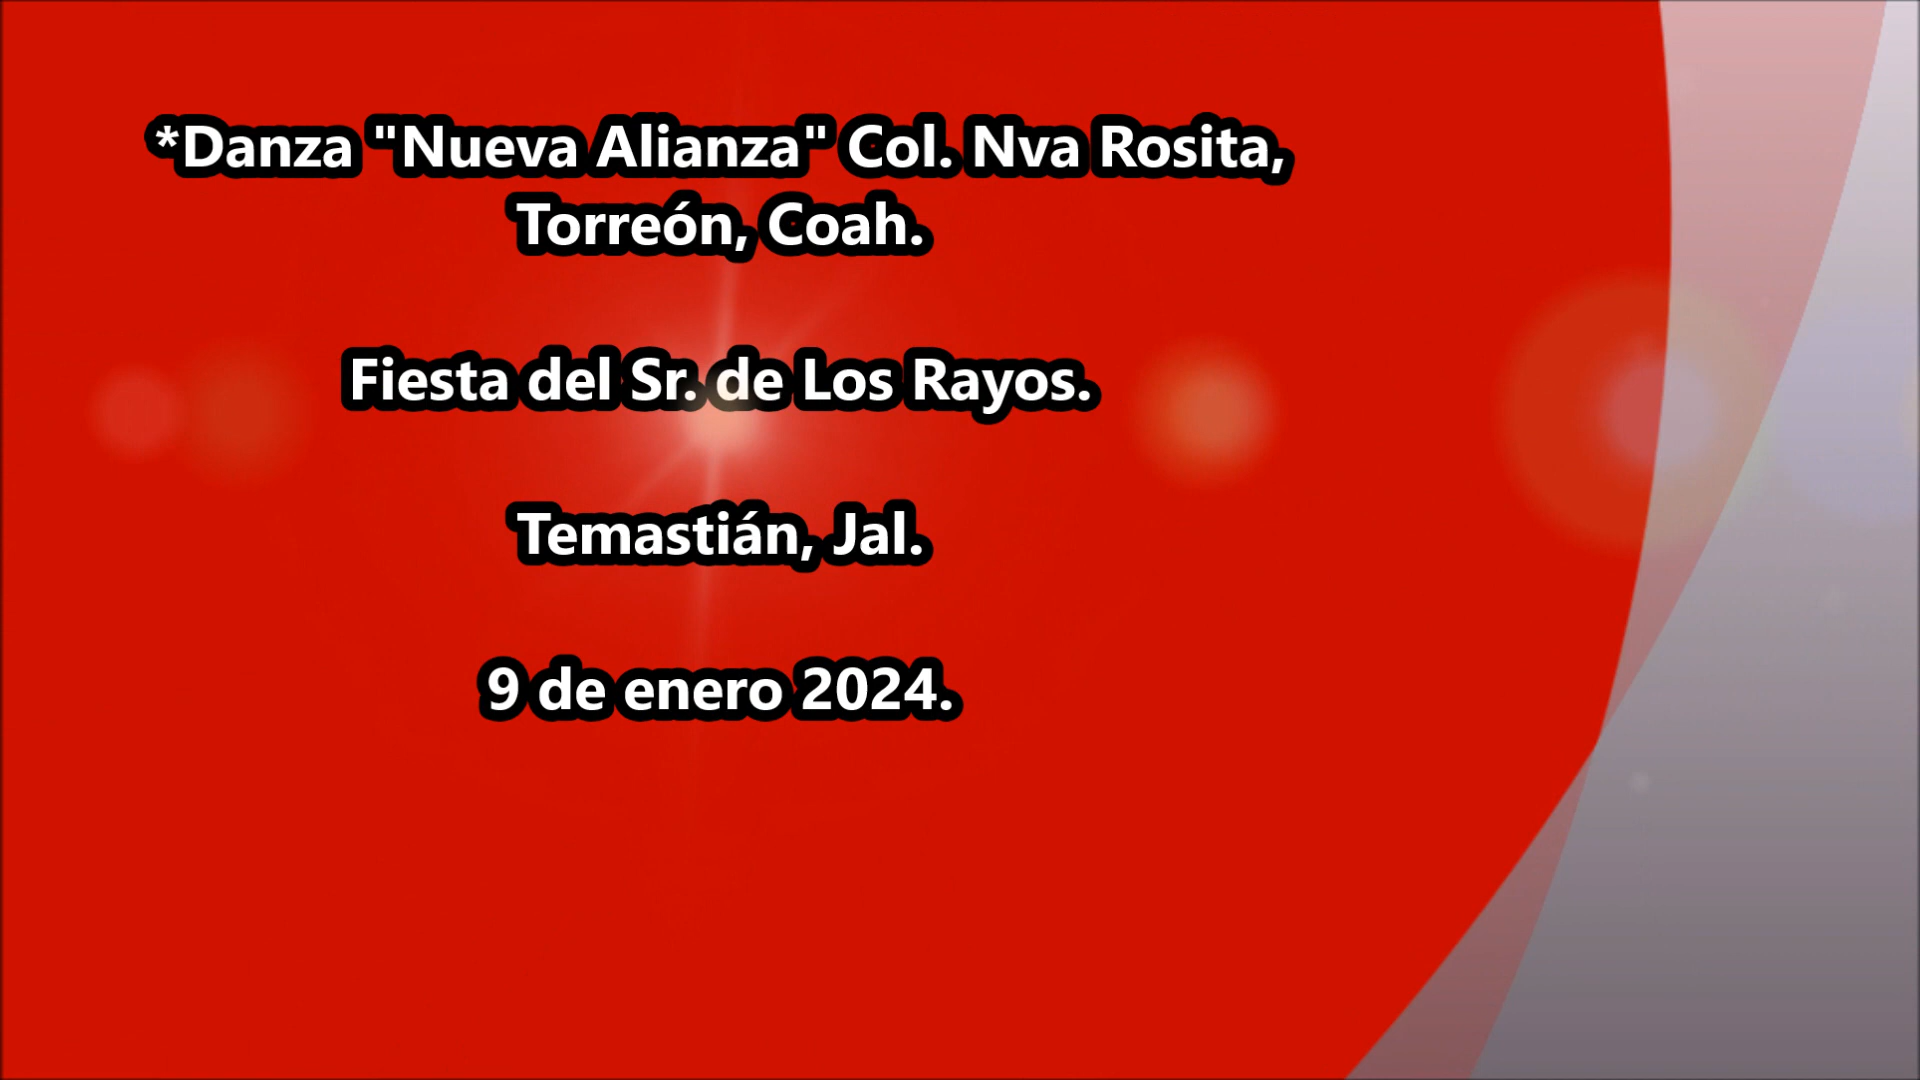 *Danza "Nueva Alianza" Col. Nva Rosita,
Torreón, Coah.
Fiesta del Sr. de Los Rayos.
Temastián, Jal.
9 de enero 2024.